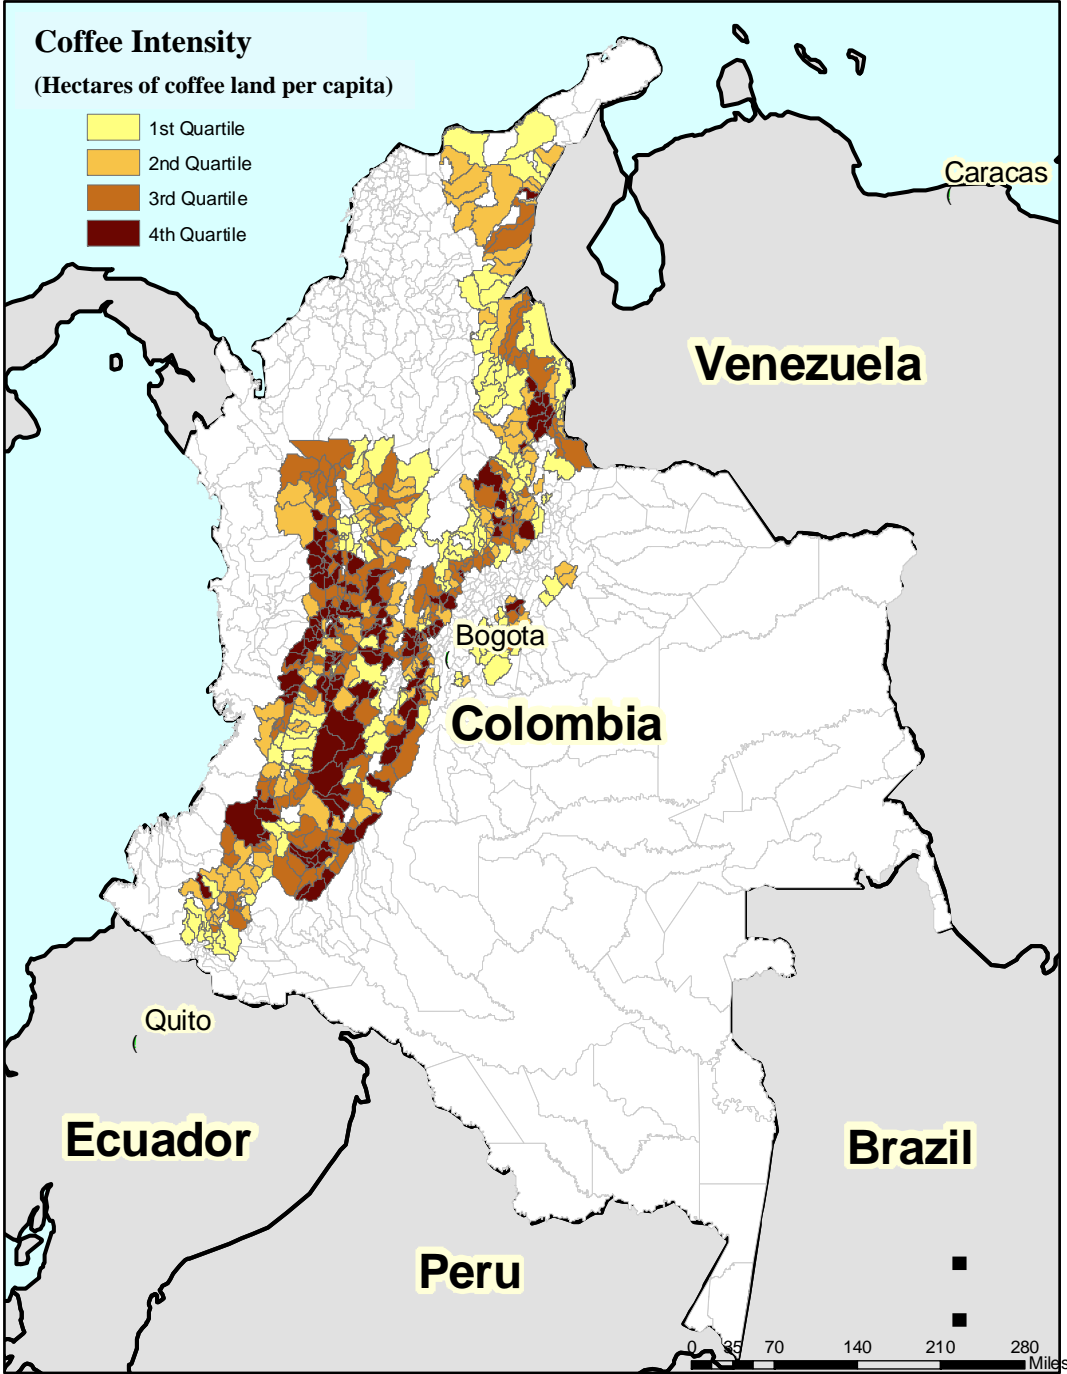 Coffee Intensity
(Hectares of coffee land per capita)
1st Quartile
2nd Quartile
3rd Quartile
4th Quartile
Caracas
Venezuela
Bogota
Colombia
Quito
Ecuador
Brazil
Peru
0 35 70 140 210 280
Miles